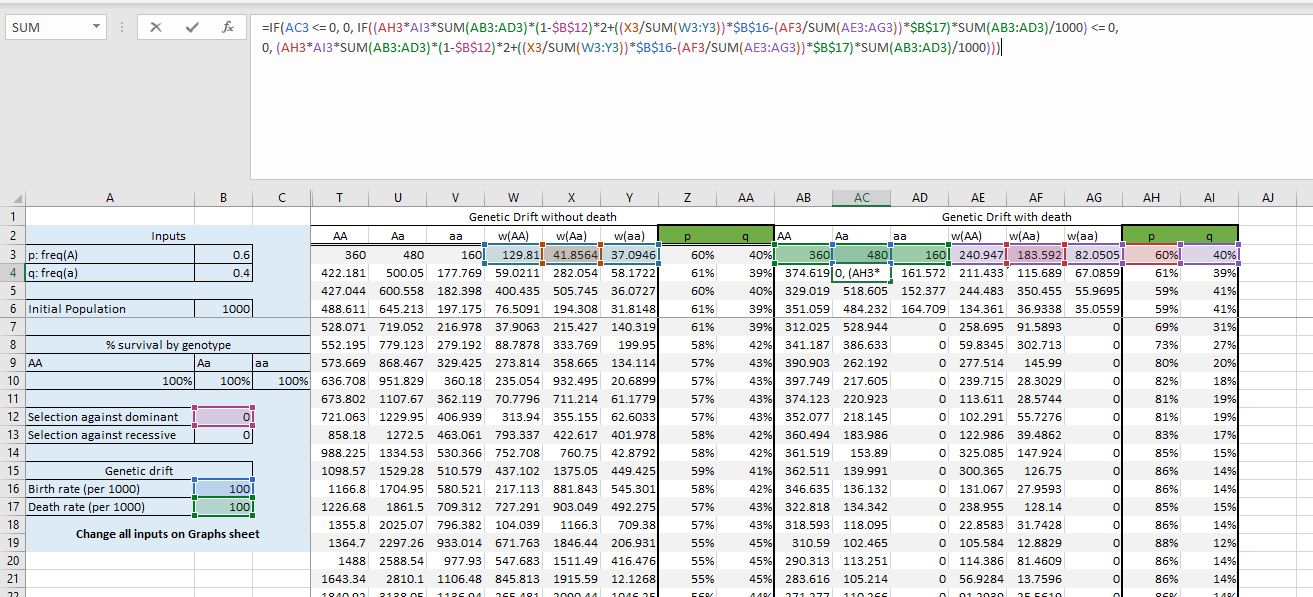 SUM
fx
=IF(AC3 <= 0, 0, IF((AH3*AI3*SUM(AB3:AD3)*(1-$B$12)*2+((X3/SUM(W3:Y3))*$B$16-(AF3/SUM(AE3:AG3))*$B$17)*SUM(AB3:AD3)/1000) <= 0,
0, (AH3*AI3*SUM(AB3:AD3)*(1-$B$12)*2+((X3/SUM(W3:Y3))*$B$16-(AF3/SUM(AE3:AG3))*$B$17)*SUM(AB3:AD3)/1000)))
A B C T U V W X Y Z AA AB AC AD AE AF AG AH AI AJ
1 Genetic Drift without death Genetic Drift with death
2 Inputs AA Aa aa w(AA) w(Aa) w(aa) p q AA Aa aa w(AA) w(Aa) w(aa) p q
3 p: freq(A) 0.6 360 480 160 129.81 41.8564 37.0946 60% 40% 360 480 160 240.947 183.592 82.0505 60% 40%
4 q: freq(a) 0.4 422.181 500.05 177.769 59.0211 282.054 58.1722 61% 39% 374.619 0, (AH3* 161.572 211.433 115.689 67.0859 61% 39%
5 427.044 600.558 182.398 400.435 505.745 36.0727 60% 40% 329.019 518.605 152.377 244.483 350.455 55.9695 59% 41%
6 Initial Population 1000 488.611 645.213 197.175 76.5091 194.308 31.8148 61% 39% 351.059 484.232 164.709 134.361 36.9338 35.0559 59% 41%
7 528.071 719.052 216.978 37.9063 215.427 140.319 61% 39% 312.025 528.944 0 258.695 91.5893 0 69% 31%
8 % survival by genotype 552.195 779.123 279.192 88.7878 333.769 199.95 58% 42% 341.187 386.633 0 59.8345 302.713 0 73% 27%
9 AA Aa aa 573.669 868.467 329.425 273.814 358.665 134.114 57% 43% 390.903 262.192 0 277.514 145.99 0 80% 20%
10 100% 100% 100% 636.708 951.829 360.18 235.054 932.495 20.6899 57% 43% 397.749 217.605 0 239.715 28.3029 0 82% 18%
11 673.802 1107.67 362.119 70.7796 711.214 61.1779 57% 43% 374.123 220.923 0 113.611 28.5744 0 81% 19%
12 Selection against dominant 0 721.063 1229.95 406.939 313.94 355.155 62.6033 57% 43% 352.077 218.145 0 102.291 55.7276 0 81% 19%
13 Selection against recessive 0 858.18 1272.5 463.061 793.337 422.617 401.978 58% 42% 360.494 183.986 0 122.986 39.4862 0 83% 17%
14 988.225 1334.53 530.366 752.708 760.75 42.8792 58% 42% 361.519 153.89 0 325.085 147.924 0 85% 15%
15 Genetic drift 1098.57 1529.28 510.579 437.102 1375.05 449.425 59% 41% 362.511 139.991 0 300.365 126.75 0 86% 14%
16 Birth rate (per 1000) 100 1166.8 1704.95 580.521 217.113 881.843 545.301 58% 42% 346.635 136.132 0 131.067 27.9593 0 86% 14%
17 Death rate (per 1000) 100 1226.68 1861.5 709.312 727.291 903.049 492.275 57% 43% 322.818 134.342 0 238.955 128.14 0 85% 15%
18 1355.8 2025.07 796.382 104.039 1166.3 709.38 57% 43% 318.593 118.095 0 22.8583 31.7428 0 86% 14%
Change all inputs on Graphs sheet
19 1364.7 2297.26 933.014 671.763 1846.44 206.931 55% 45% 310.59 102.465 0 105.584 12.8829 0 88% 12%
20 1488 2588.54 977.93 547.683 1511.49 416.476 55% 45% 290.313 113.251 0 114.386 81.4609 0 86% 14%
21 1643.34 2810.1 1106.48 845.813 1915.59 12.1268 55% 45% 283.616 105.214 0 56.9284 13.7596 0 86% 14%